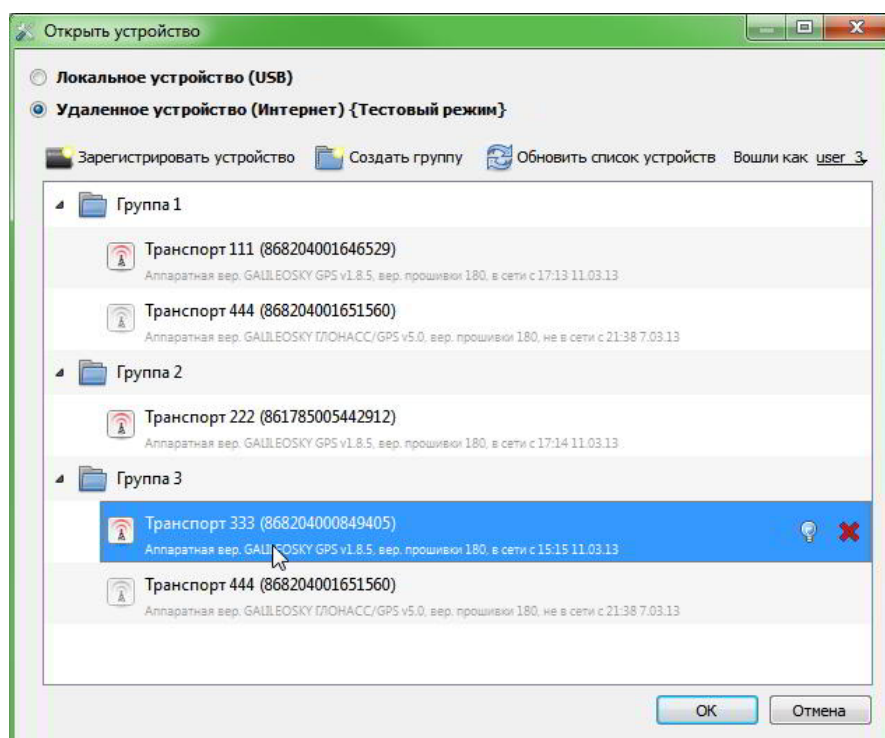 Открыть устройство
Локальное устройство (USB)
Удаленное устройство (Интернет) {Тестовый режим}
Зарегистрировать устройство Создать группу Обновить список устройств Вошли как user_3
Группа 1
Транспорт 111 (868204001646529)
Аппаратная вер. GALILEOSKY GPS v1.8.5, вер. прошивки 180, в сети с 17:13 11.03.13
Транспорт 444 (868204001651560)
Аппаратная вер. GALILEOSKY ГЛОНАСС/GPS v5.0, вер. прошивки 180, не в сети с 21:38 7.03.13
Группа 2
Транспорт 222 (861785005442912)
Аппаратная вер. GALILEOSKY GPS v1.8.5, вер. прошивки 180, в сети с 17:14 11.03.13
Группа 3
Транспорт 333 (868204000849405)
Аппаратная вер. GALILEOSKY GPS v1.8.5, вер. прошивки 180, в сети с 15:15 11.03.13
Транспорт 444 (868204001651560)
Аппаратная вер. GALILEOSKY ГЛОНАСС/GPS v5.0, вер. прошивки 180, не в сети с 21:38 7.03.13
ОК Отмена